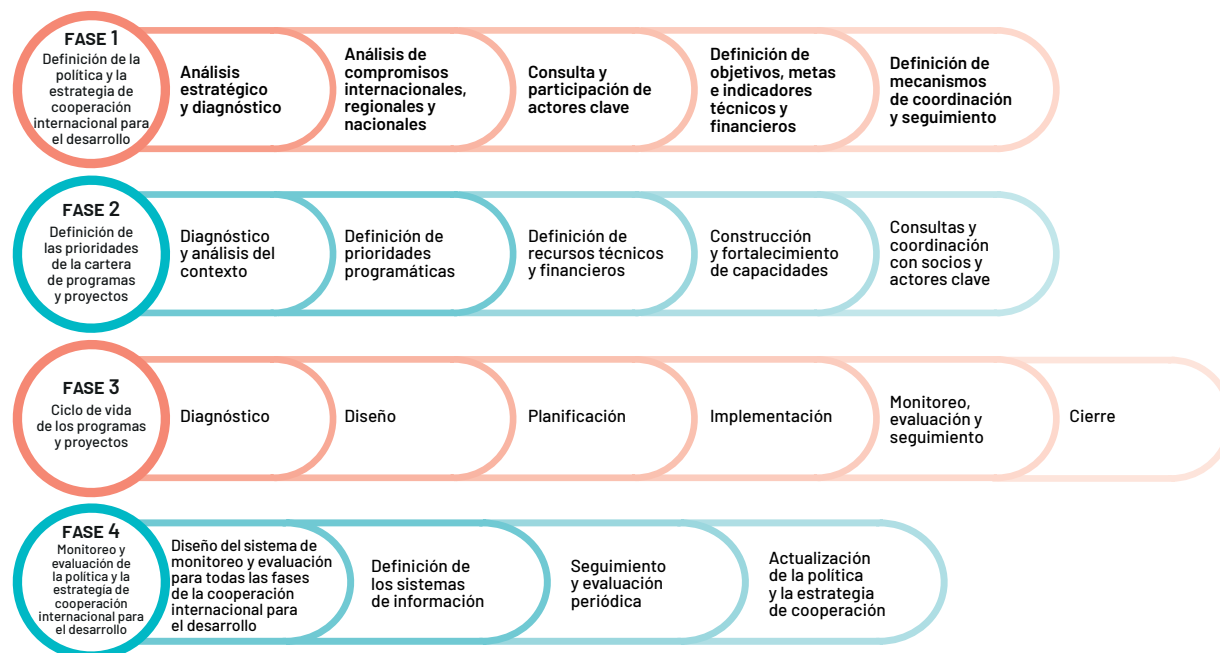 FASE 1
Definición de la
política y la
estrategia de
cooperación
internacional para
el desarrollo
Análisis
estratégico
y diagnóstico
Análisis de
compromisos
internacionales,
regionales y
nacionales
Consulta y
participación de
actores clave
Definición de
objetivos, metas
e indicadores
técnicos y
financieros
Definición de
mecanismos
de coordinación
y seguimiento
FASE 2
Definición de
las prioridades
de la cartera
de programas
y proyectos
Diagnóstico
y análisis del
contexto
Definición de
prioridades
programáticas
Definición de
recursos técnicos
y financieros
Construcción
y fortalecimiento
de capacidades
Consultas y
coordinación
con socios y
actores clave
FASE 3
Ciclo de vida
de los programas
y proyectos
Diagnóstico
Diseño
Planificación
Implementación
Monitoreo,
evaluación y
seguimiento
Cierre
FASE 4
Monitoreo y
evaluación de
la política y la
estrategia de
cooperación
internacional para
el desarrollo
Diseño del sistema de
monitoreo y evaluación
para todas las fases
de la cooperación
internacional para
el desarrollo
Definición de
los sistemas
de información
Seguimiento
y evaluación
periódica
Actualización
de la política
y la estrategia
de cooperación